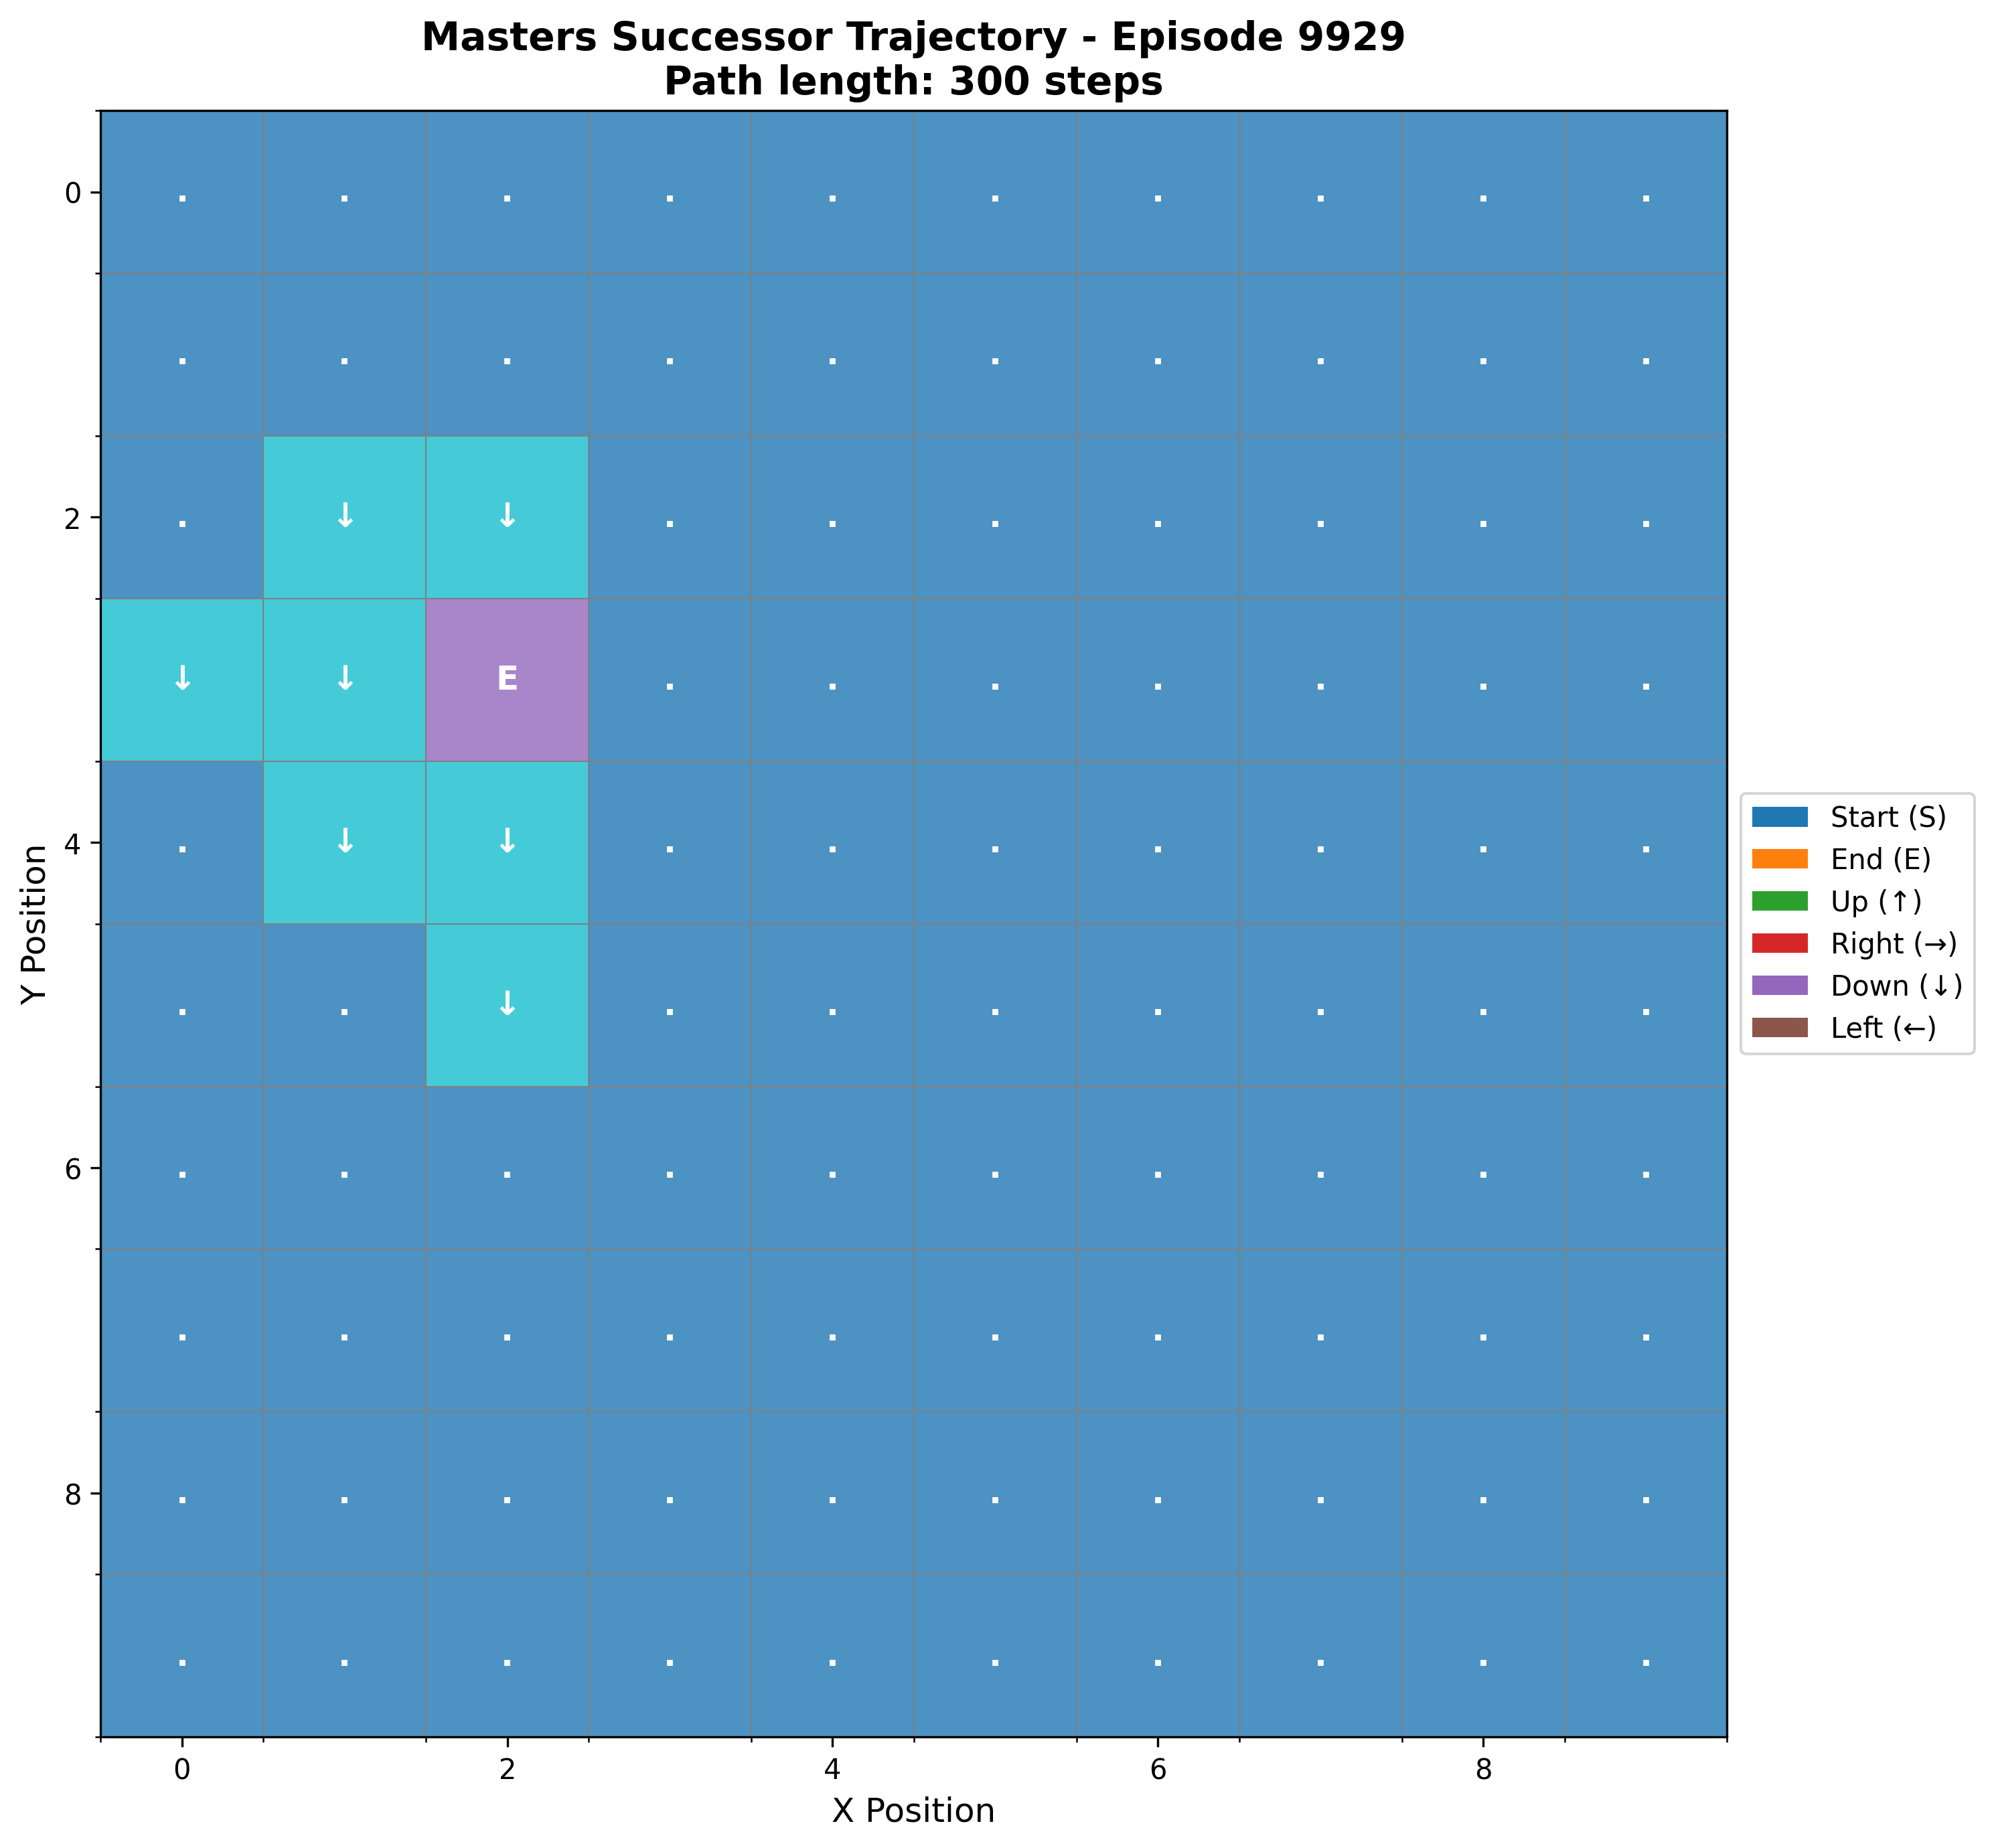 Masters Successor Trajectory - Episode 9929
Path length: 300 steps
0
2
↓ ↓
↓ ↓ E
4
↓ ↓
↓
6
8
Y Position
0 2 4 6 8
X Position
Start (S)
End (E)
Up (↑)
Right (→)
Down (↓)
Left (←)